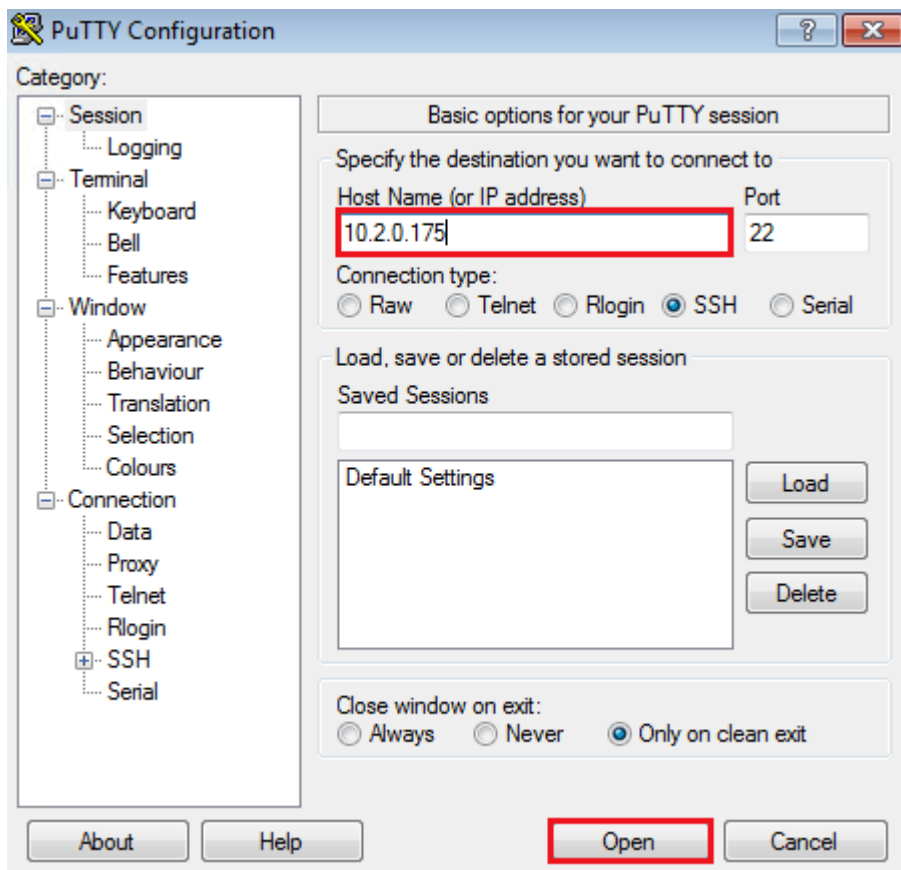 PuTTY Configuration
Category:
Session
Logging
Terminal
Keyboard
Bell
Features
Window
Appearance
Behaviour
Translation
Selection
Colours
Connection
Data
Proxy
Telnet
Rlogin
SSH
Serial
Basic options for your PuTTY session
Specify the destination you want to connect to
Host Name (or IP address) Port
10.2.0.175 22
Connection type:
Raw Telnet Rlogin SSH Serial
Load, save or delete a stored session
Saved Sessions
Default Settings
Load
Save
Delete
Close window on exit:
Always Never Only on clean exit
About Help Open Cancel